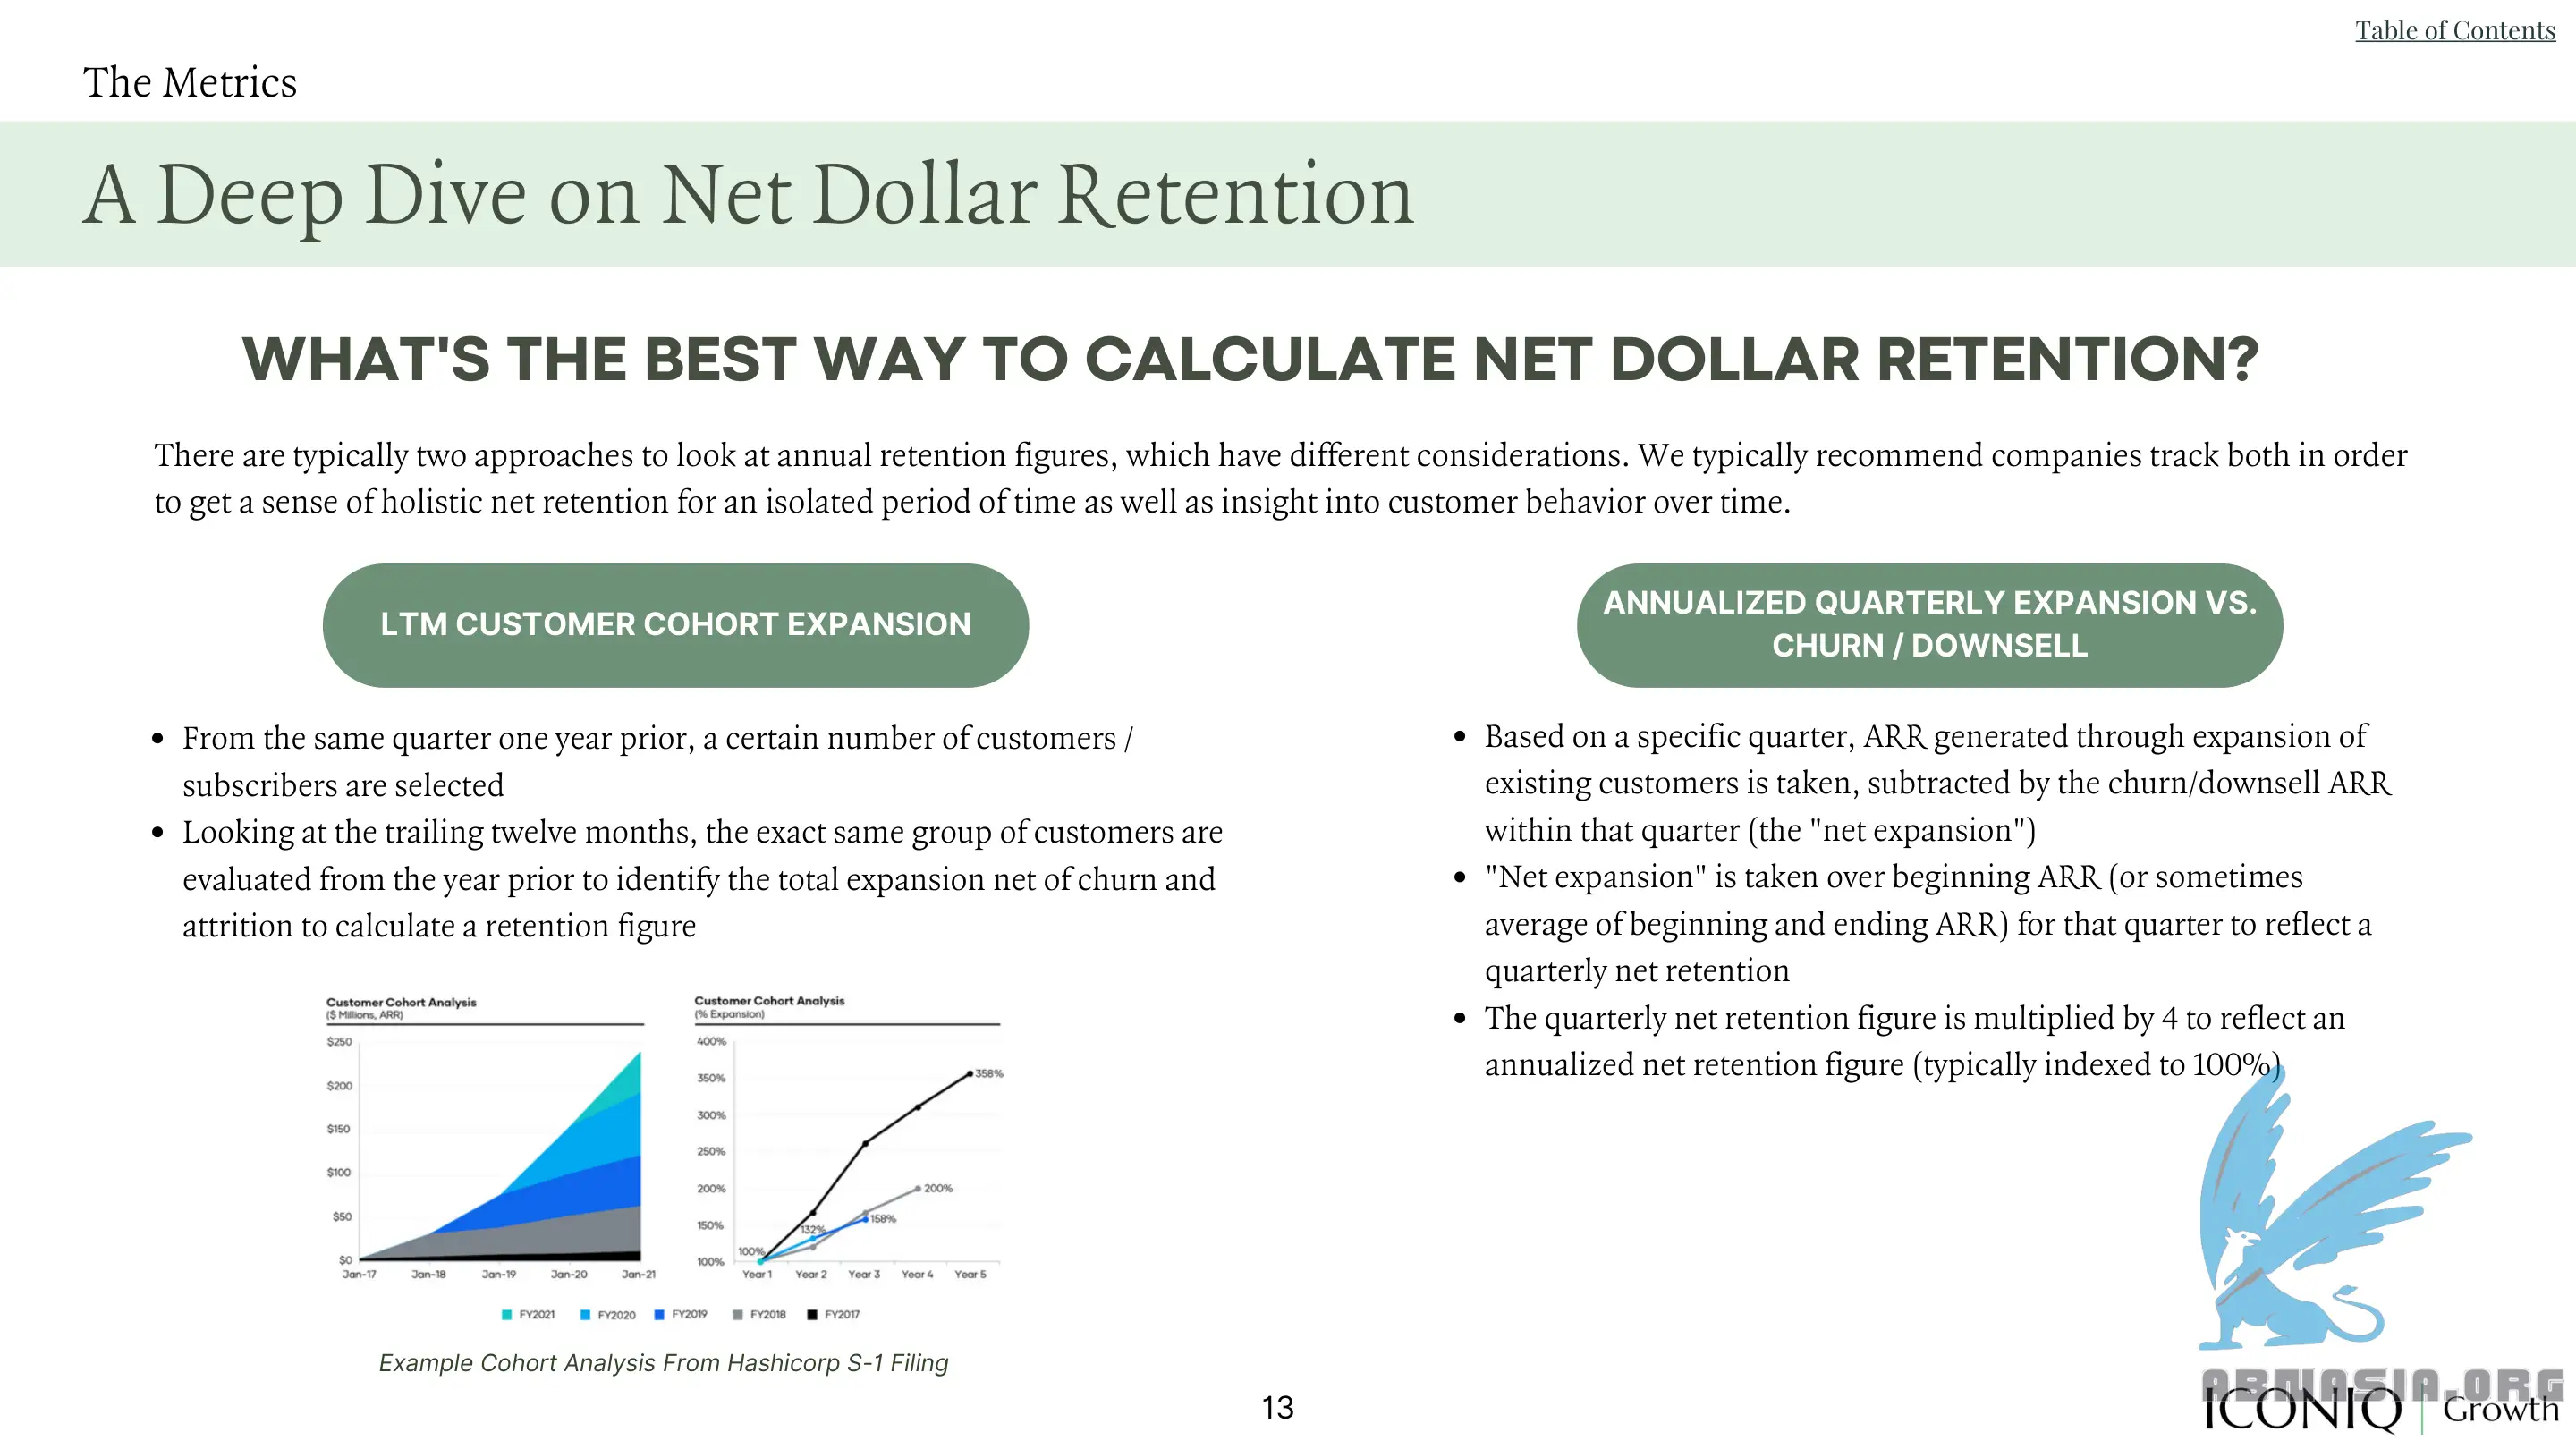 Table of Contents
The Metrics
A Deep Dive on Net Dollar Retention
WHAT'S THE BEST WAY TO CALCULATE NET DOLLAR RETENTION?
There are typically two approaches to look at annual retention figures, which have different considerations. We typically recommend companies track both in order
to get a sense of holistic net retention for an isolated period of time as well as insight into customer behavior over time.
LTM CUSTOMER COHORT EXPANSION
• From the same quarter one year prior, a certain number of customers /
subscribers are selected
• Looking at the trailing twelve months, the exact same group of customers are
evaluated from the year prior to identify the total expansion net of churn and
attrition to calculate a retention figure
Customer Cohort Analysis
($ Millions, ARR)
$250
$200
$150
$100
$50
$0
Jan-17 Jan-18 Jan-19 Jan-20 Jan-21
Customer Cohort Analysis
(% Expansion)
400%
350%
300%
250%
200%
150%
100%
358%
200%
158%
132%
100%
Year 1 Year 2 Year 3 Year 4 Year 5
FY2021 FY2020 FY2019 FY2018 FY2017
Example Cohort Analysis From Hashicorp S-1 Filing
ANNUALIZED QUARTERLY EXPANSION VS.
CHURN / DOWNSELL
• Based on a specific quarter, ARR generated through expansion of
existing customers is taken, subtracted by the churn/downsell ARR
within that quarter (the "net expansion")
• "Net expansion" is taken over beginning ARR (or sometimes
average of beginning and ending ARR) for that quarter to reflect a
quarterly net retention
• The quarterly net retention figure is multiplied by 4 to reflect an
annualized net retention figure (typically indexed to 100%)
13
ABMASIA.ORG
ICONIQ | Growth